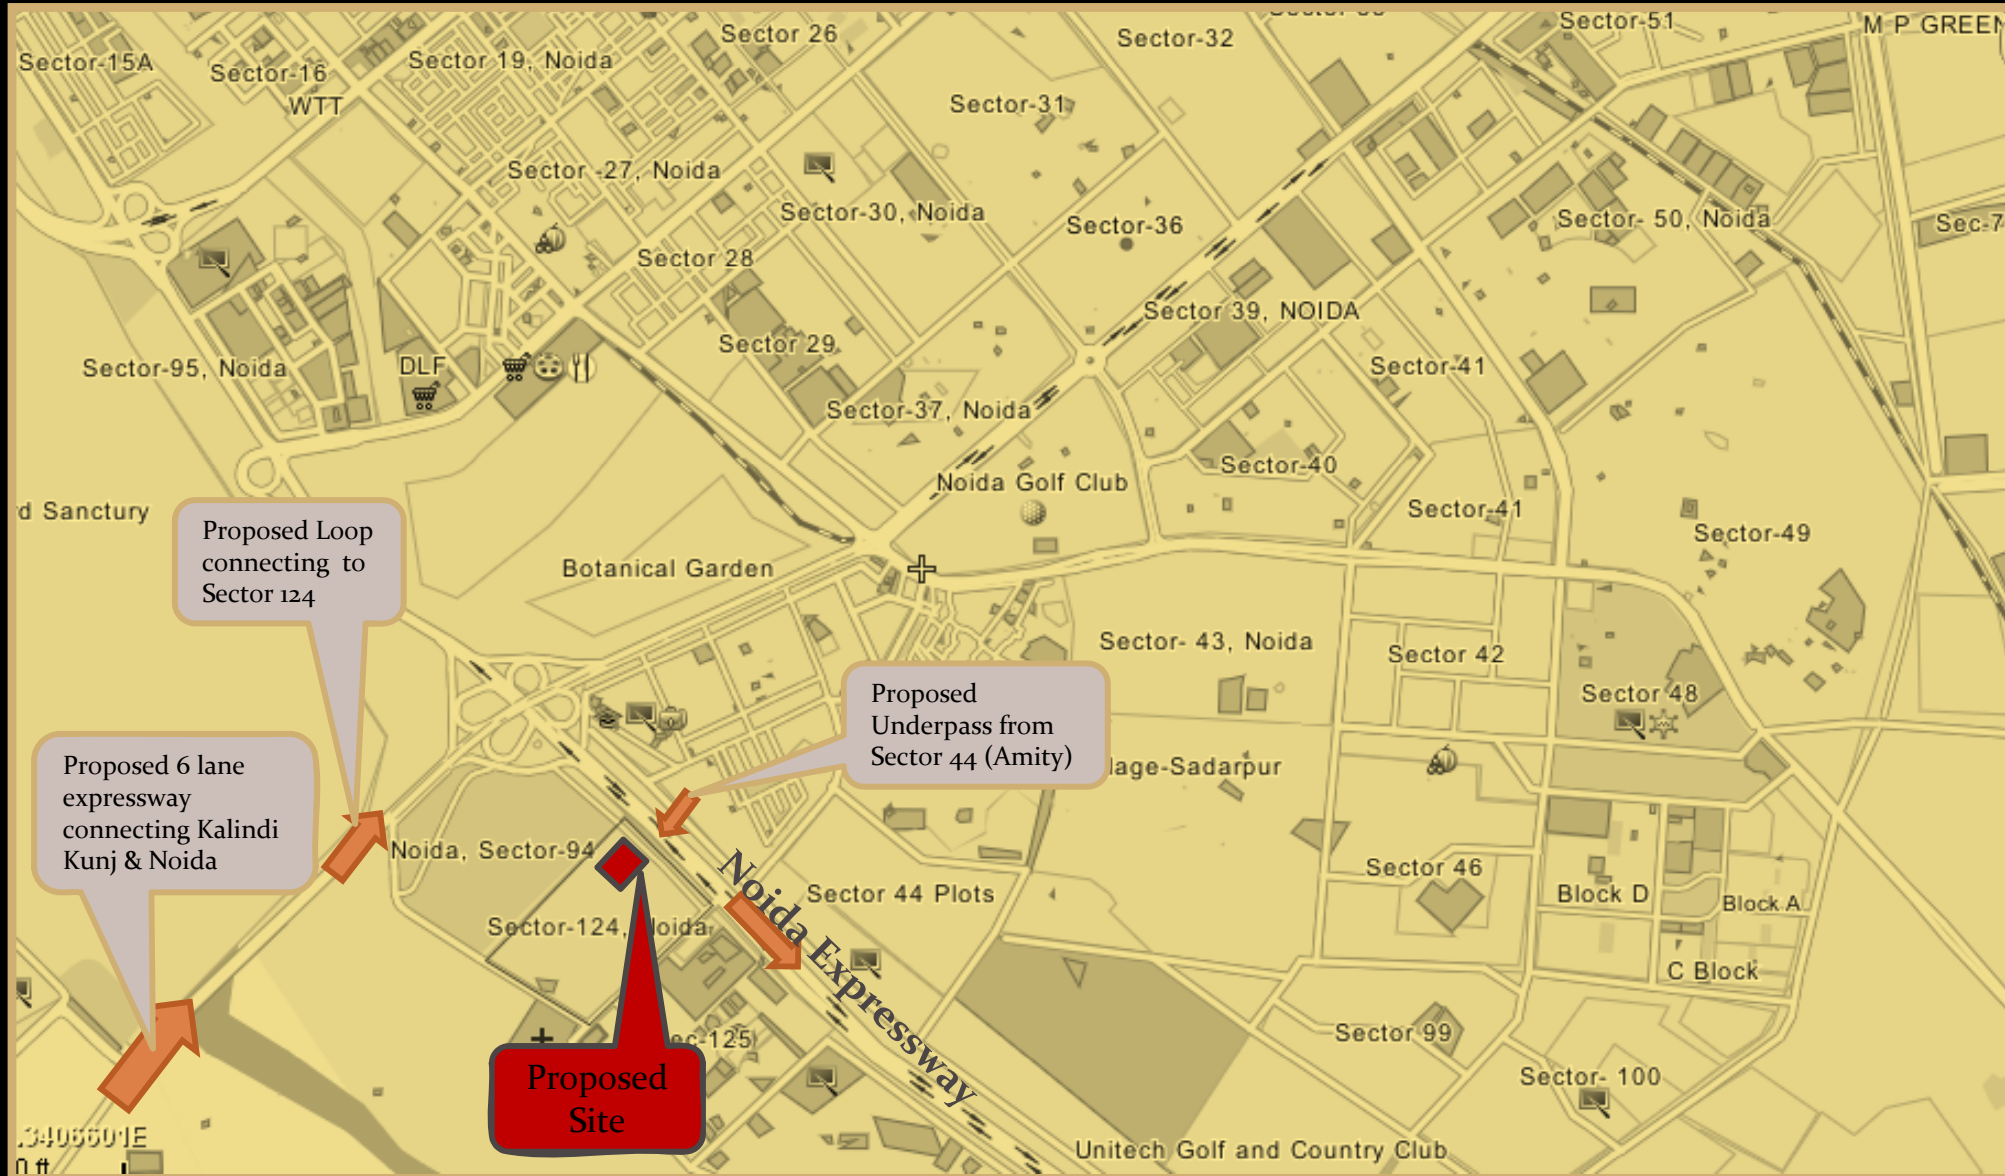 Sector-51
M P GREEN
Sector 26
Sector-32
Sector-15A
Sector-16
WTT
Sector 19, Noida
Sector-31
Sector -27, Noida
Sector-30, Noida
Sector-36
Sector- 50, Noida
Sec-7
Sector 28
Sector 39, NOIDA
Sector 29
Sector-95, Noida
DLF
Sector-41
Sector-37, Noida
Sector-40
Noida Golf Club
Sector-41
d Sanctury
Sector-49
Proposed Loop
connecting to
Sector 124
Botanical Garden
Sector- 43, Noida
Sector 42
Sector 48
Proposed
Underpass from
Sector 44 (Amity)
lage-Sadarpur
Proposed 6 lane
expressway
connecting Kalindi
Kunj & Noida
Noida, Sector-94
Noida Expressway
Sector 44 Plots
Sector 46
Block D
Block A
Sector-124, Noida
C Block
Sector 99
ec-125
Sector- 100
Proposed
Site
.3406601E
0 ft
Unitech Golf and Country Club